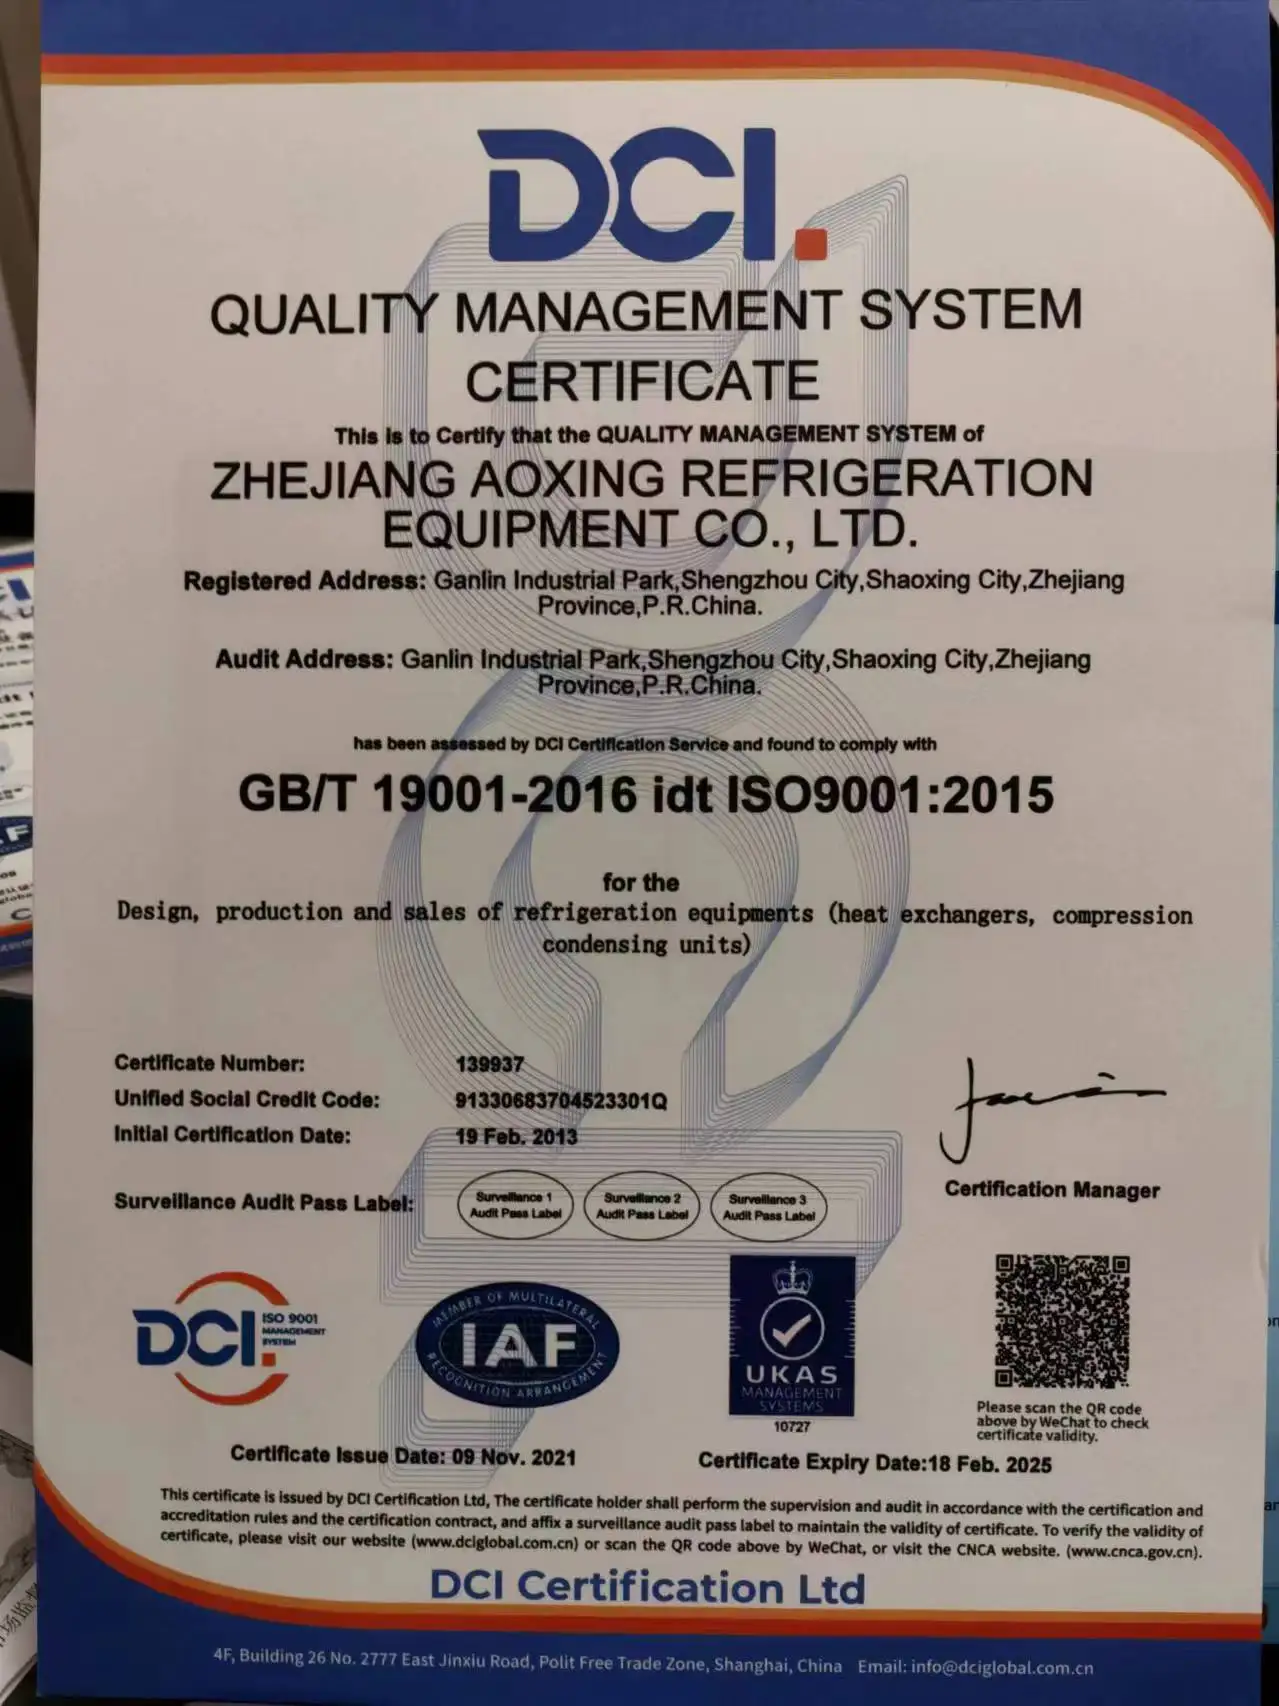 DCI.
QUALITY MANAGEMENT SYSTEM
CERTIFICATE
This is to Certify that the QUALITY MANAGEMENT SYSTEM of
ZHEJIANG AOXING REFRIGERATION
EQUIPMENT CO., LTD.
Registered Address: Ganlin Industrial Park,Shengzhou City,Shaoxing City,Zhejiang
Province,P.R.China.
Audit Address: Ganlin Industrial Park,Shengzhou City,Shaoxing City,Zhejiang
Province,P.R.China.
has been assessed by DCI Certification Service and found to comply with
GB/T 19001-2016 idt ISO9001:2015
for the
Design, production and sales of refrigeration equipments (heat exchangers, compression
condensing units)
Certificate Number: 139937
Unified Social Credit Code: 91330683704523301Q
Initial Certification Date: 19 Feb. 2013
Certification Manager
Surveillance Audit Pass Label:
Surveillance 1
Audit Pass Label
Surveillance 2
Audit Pass Label
Surveillance 3
Audit Pass Label
DCI.
ISO 9001
MANAGEMENT
SYSTEM
MEMBER OF MULTILATERAL
IAF
RECOGNITION ARRANGEMENT
UKAS
MANAGEMENT
SYSTEMS
10727
Please scan the QR code
above by WeChat to check
certificate validity.
Certificate Issue Date: 09 Nov. 2021
Certificate Expiry Date:18 Feb. 2025
This certificate is issued by DCI Certification Ltd, The certificate holder shall perform the supervision and audit in accordance with the certification and
accreditation rules and the certification contract, and affix a surveillance audit pass label to maintain the validity of certificate. To verify the validity of
certificate, please visit our website (www.dciglobal.com.cn) or scan the QR code above by WeChat, or visit the CNCA website. (www.cnca.gov.cn).
DCI Certification Ltd
4F, Building 26 No. 2777 East Jinxiu Road, Polit Free Trade Zone, Shanghai, China Email: info@dciglobal.com.cn